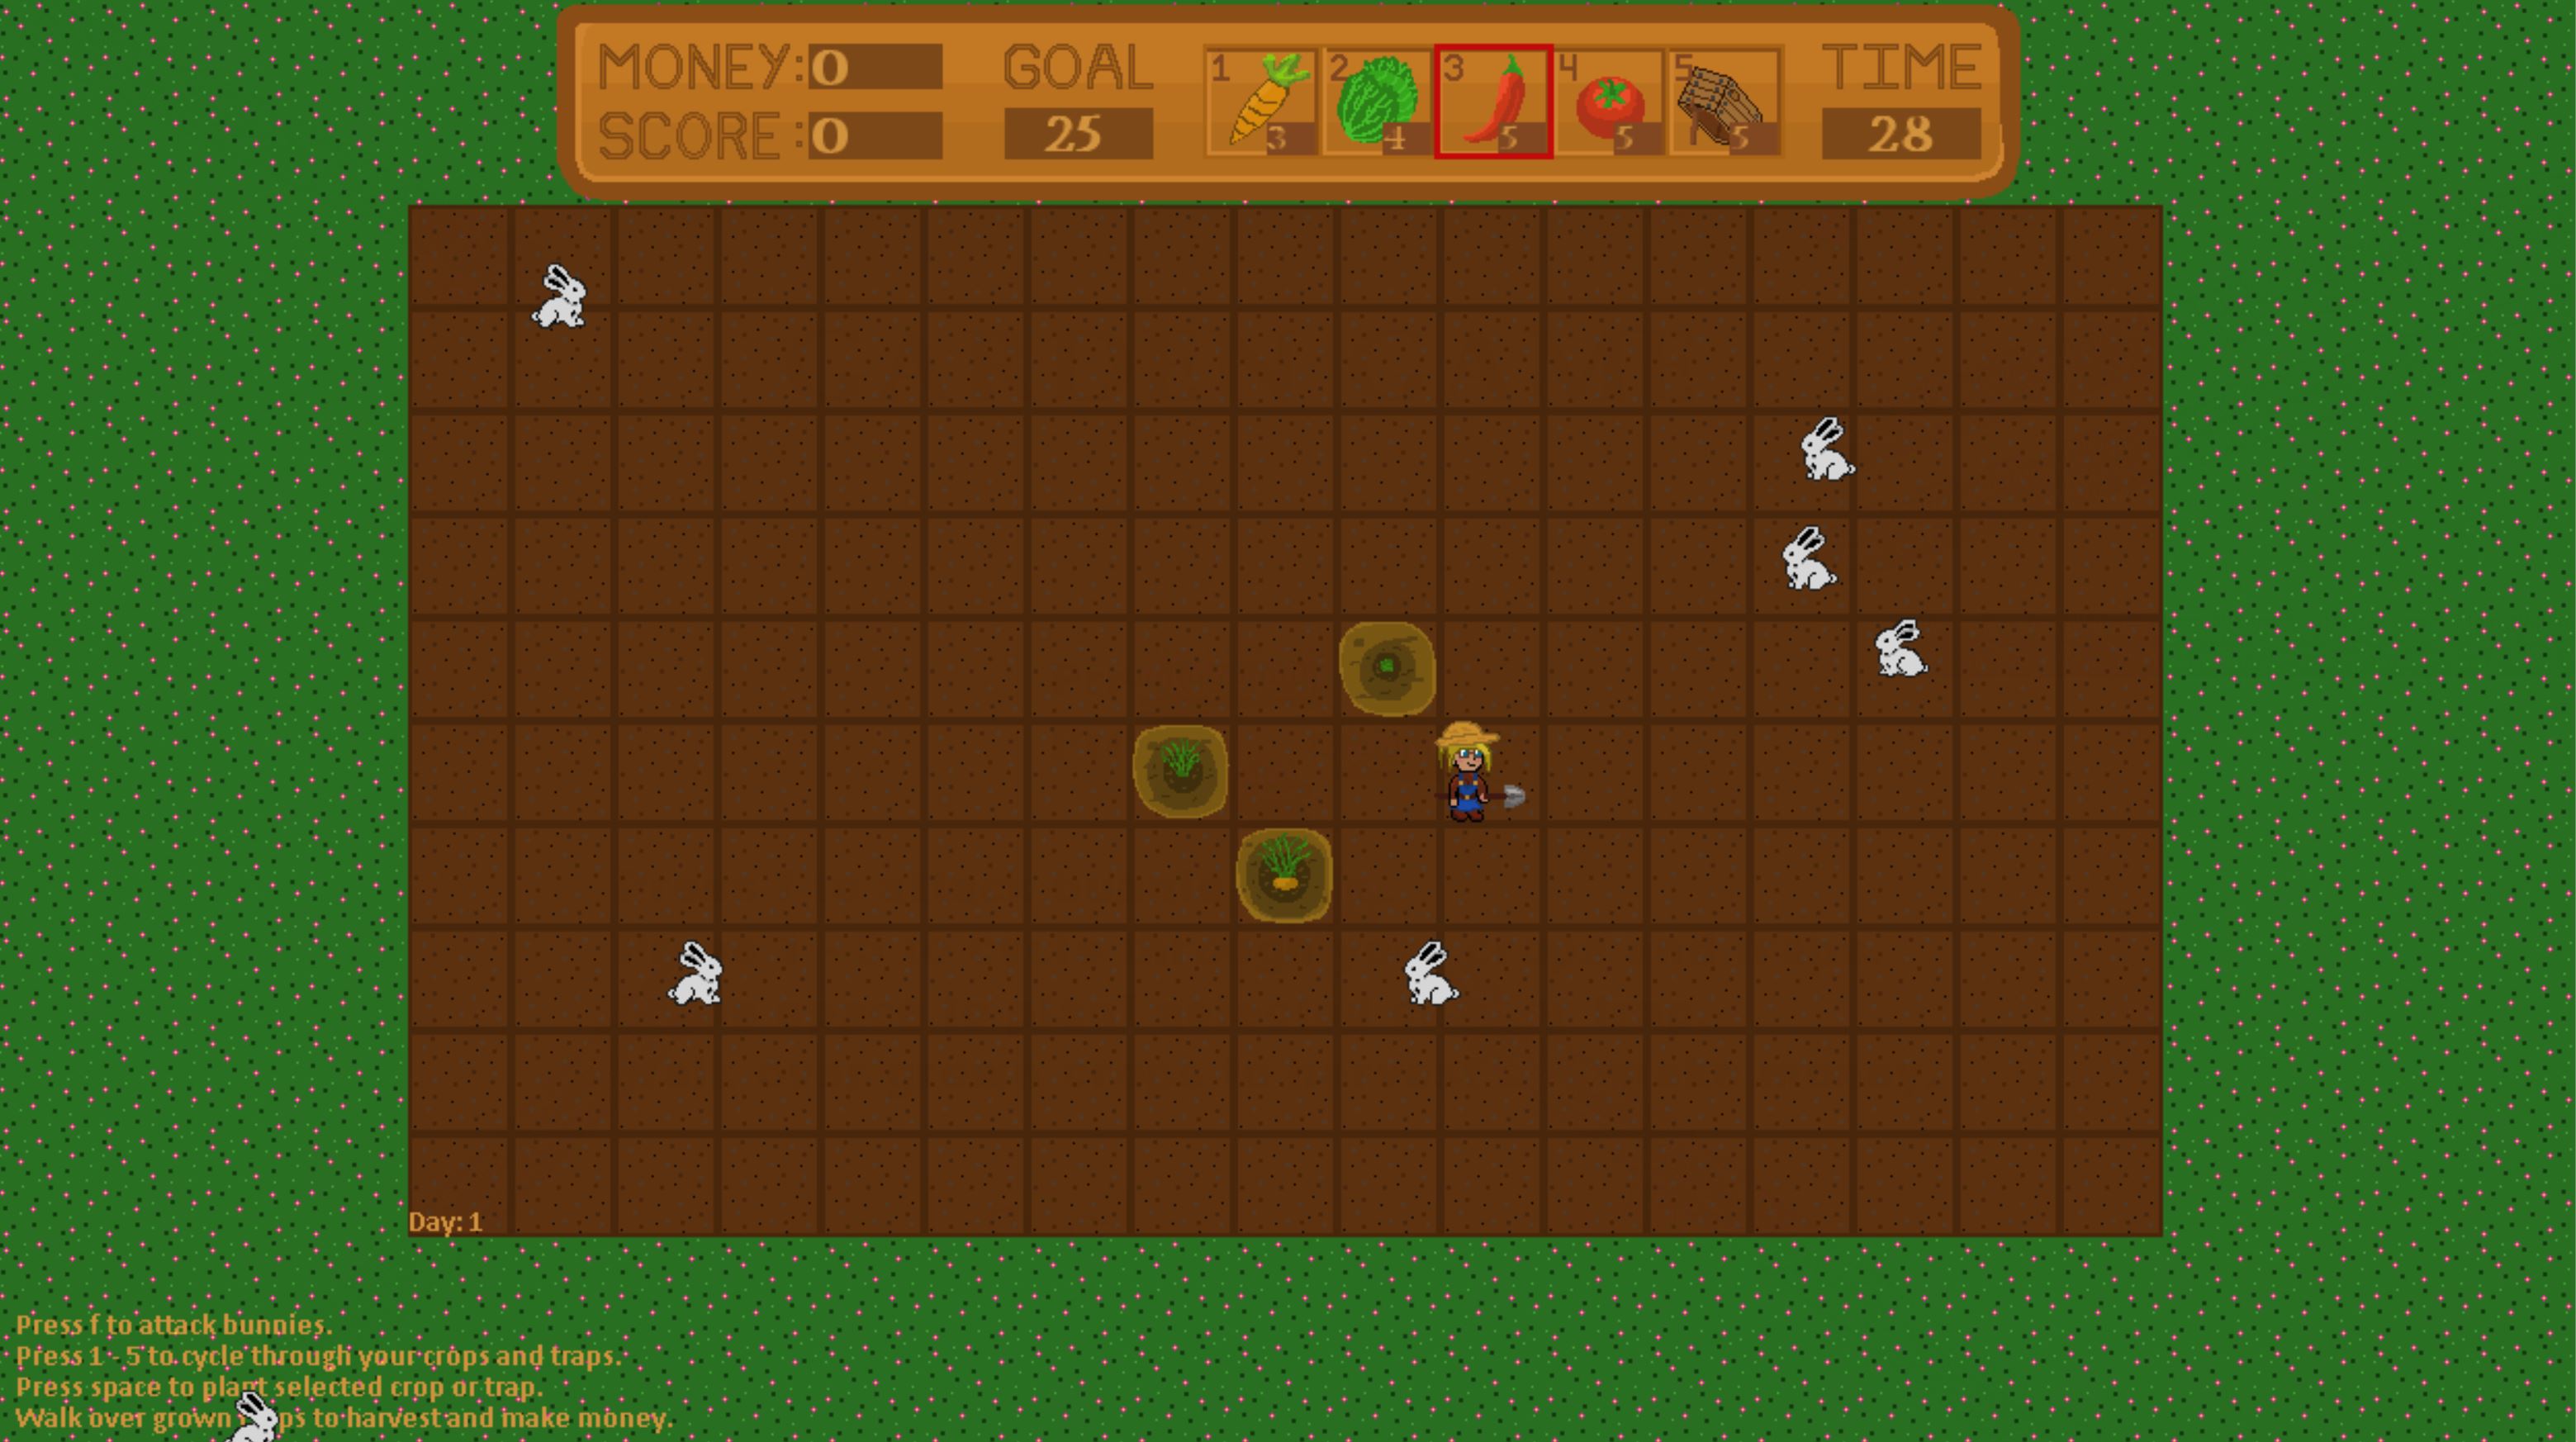 MONEY: 0
SCORE : 0
GOAL
25
1 3
2 4
3 5
4 5
5 5
TIME
28
Day: 1
Press f to attack bunnies.
Press 1 - 5 to cycle through your crops and traps.
Press space to plant selected crop or trap.
Walk over grown ps to harvest and make money.